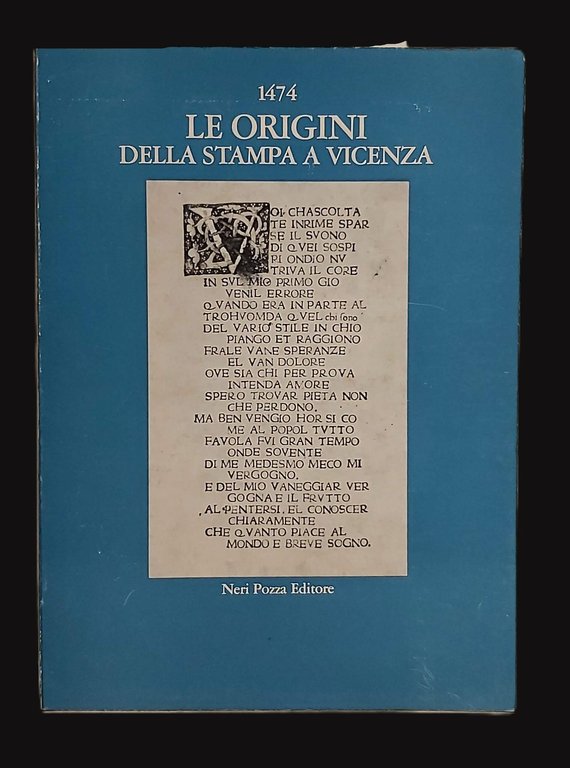 1474
LE ORIGINI
DELLA STAMPA A VICENZA
OI CHASCOLTA
TE INRIME SPAR
SE IL SVONO
DI QVEI SOSPI
PI ONDIO NV
TRIVA IL CORE
IN SVL MIO PRIMO GIO
VENIL ERRORE
QVANDO ERA IN PARTE AL
TROHVOMDA QVEL chi sono
DEL VARIO STILE IN CHIO
PIANGO ET RAGGIONO
FRALE VANE SPERANZE
EL VAN DOLORE
OVE SIA CHI PER PROVA
INTENDA AMORE
SPERO TROVAR PIETA NON
CHE PERDONO.
MA BEN VENGIO HOR SI CO
ME AL POPOL TVTTO
FAVOLA FVI GRAN TEMPO
ONDE SOVENTE
DI ME MEDESMO MECO MI
VERGOGNO.
E DEL MIO VANEGGIAR VER
GOGNA E IL FRVTTO
AL PENTERSI, EL CONOSCER
CHIARAMENTE
CHE QVANTO PIACE AL
MONDO E BREVE SOGNO.
Neri Pozza Editore